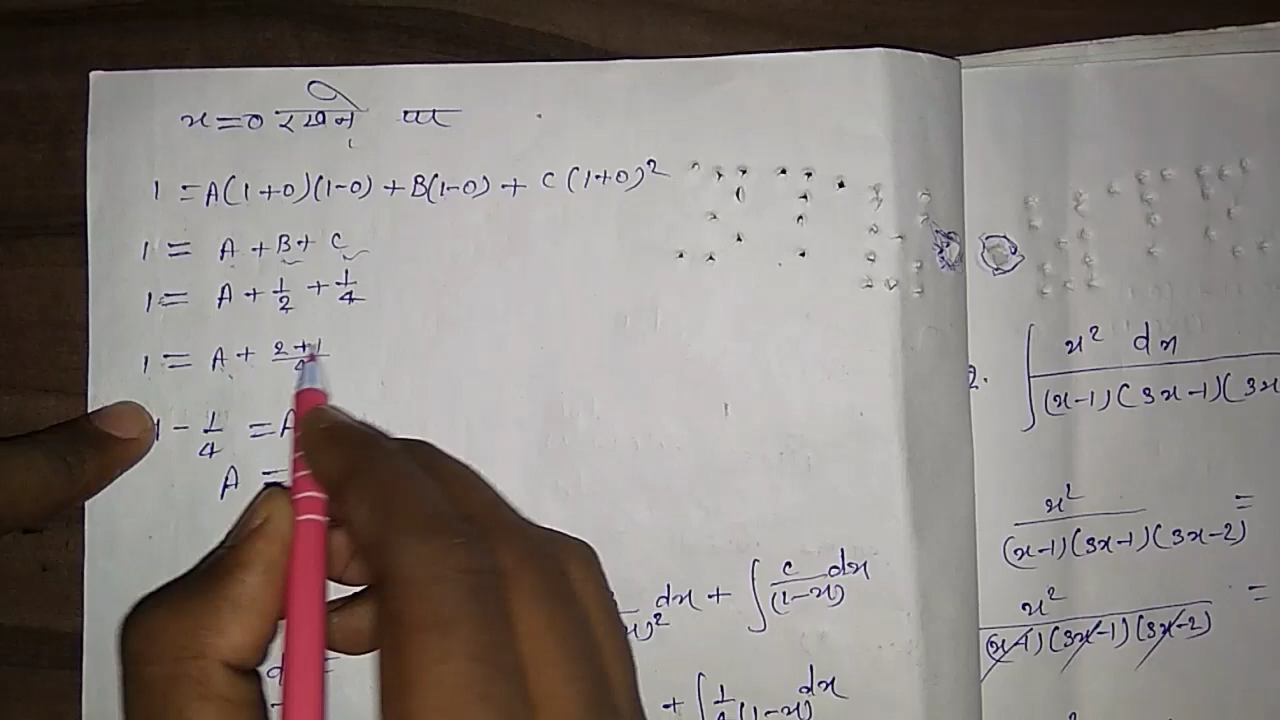 x=0 रखने पर
1 = A(1+0)(1-0) + B(1-0) + C(1+0)²
1 = A + B + C
1 = A + 1/2 + 1/4
1 = A + 2+1/4
1 - 1/4 = A
A =
dx + ∫ C/(1-x) dx
+ ∫ 1/4 (1-x) dx
2. ∫ x² dx / (x-1)(3x-1)(3x
x² / (x-1)(3x-1)(3x-2) =
x² / (x-1)(3x-1)(3x-2) =